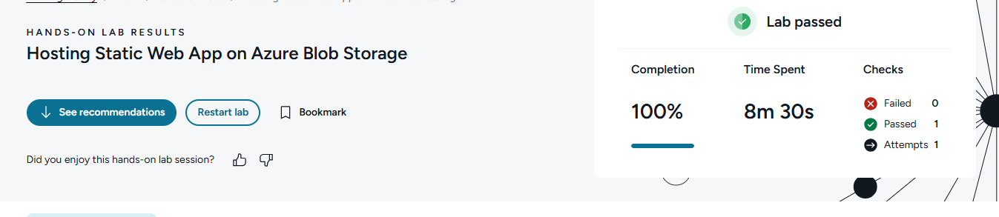 HANDS-ON LAB RESULTS
Hosting Static Web App on Azure Blob Storage
See recommendations
Restart lab
Bookmark
Did you enjoy this hands-on lab session?
Lab passed
Completion
Time Spent
Checks
100%
8m 30s
Failed 0
Passed 1
Attempts 1